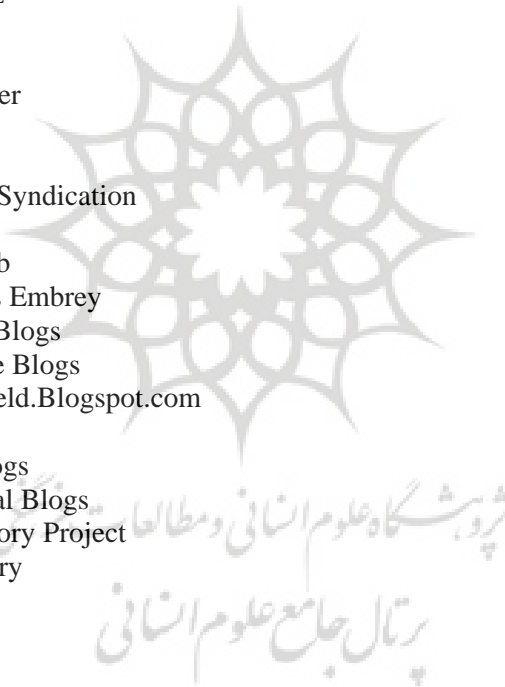 er
Syndication
b
Embrey
Blogs
e Blogs
eld.Blogspot.com
ogs
al Blogs
ory Project
ry
پژوهشگاه علوم انسانی و مطالعات فرهنگی
پرتال جامع علوم انسانی